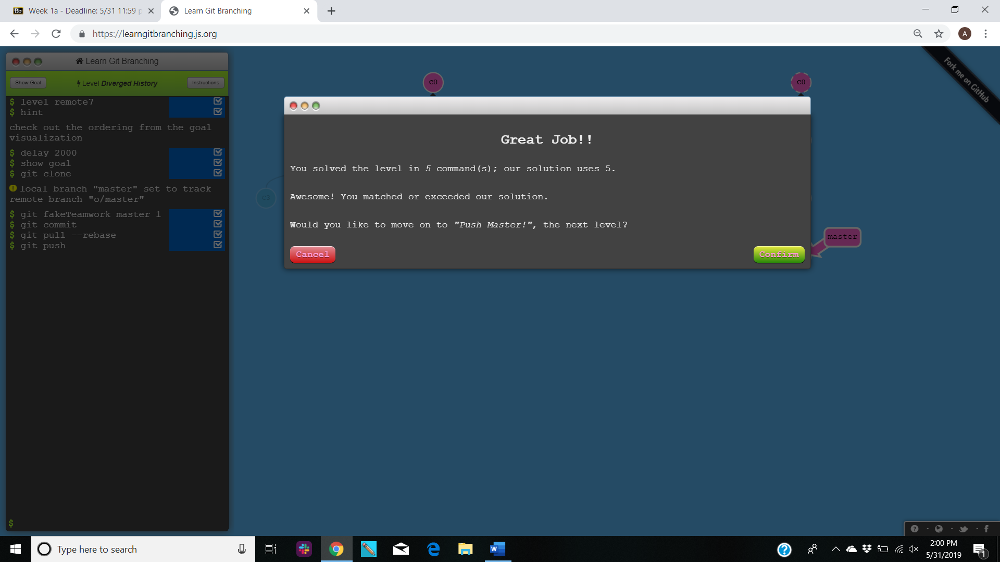 Bb Week 1a - Deadline: 5/31 11:59 p
Learn Git Branching
https://learngitbranching.js.org
A
Learn Git Branching
Show Goal
Level Diverged History
Instructions
$ level remote7
$ hint
check out the ordering from the goal
visualization
$ delay 2000
$ show goal
$ git clone
local branch "master" set to track
remote branch "o/master"
$ git fakeTeamwork master 1
$ git commit
$ git pull --rebase
$ git push
$
C0
C0
C3
master
Fork me on GitHub
Great Job!!
You solved the level in 5 command(s); our solution uses 5.
Awesome! You matched or exceeded our solution.
Would you like to move on to "Push Master!", the next level?
Cancel
Confirm
Type here to search
2:00 PM
5/31/2019
1